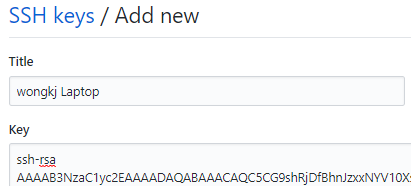 SSH keys / Add new
Title
wongkj Laptop
Key
ssh-rsa
AAAAB3NzaC1yc2EAAAADAQABAAACAQC5CG9shRjDfBhnJzxxNYV10X